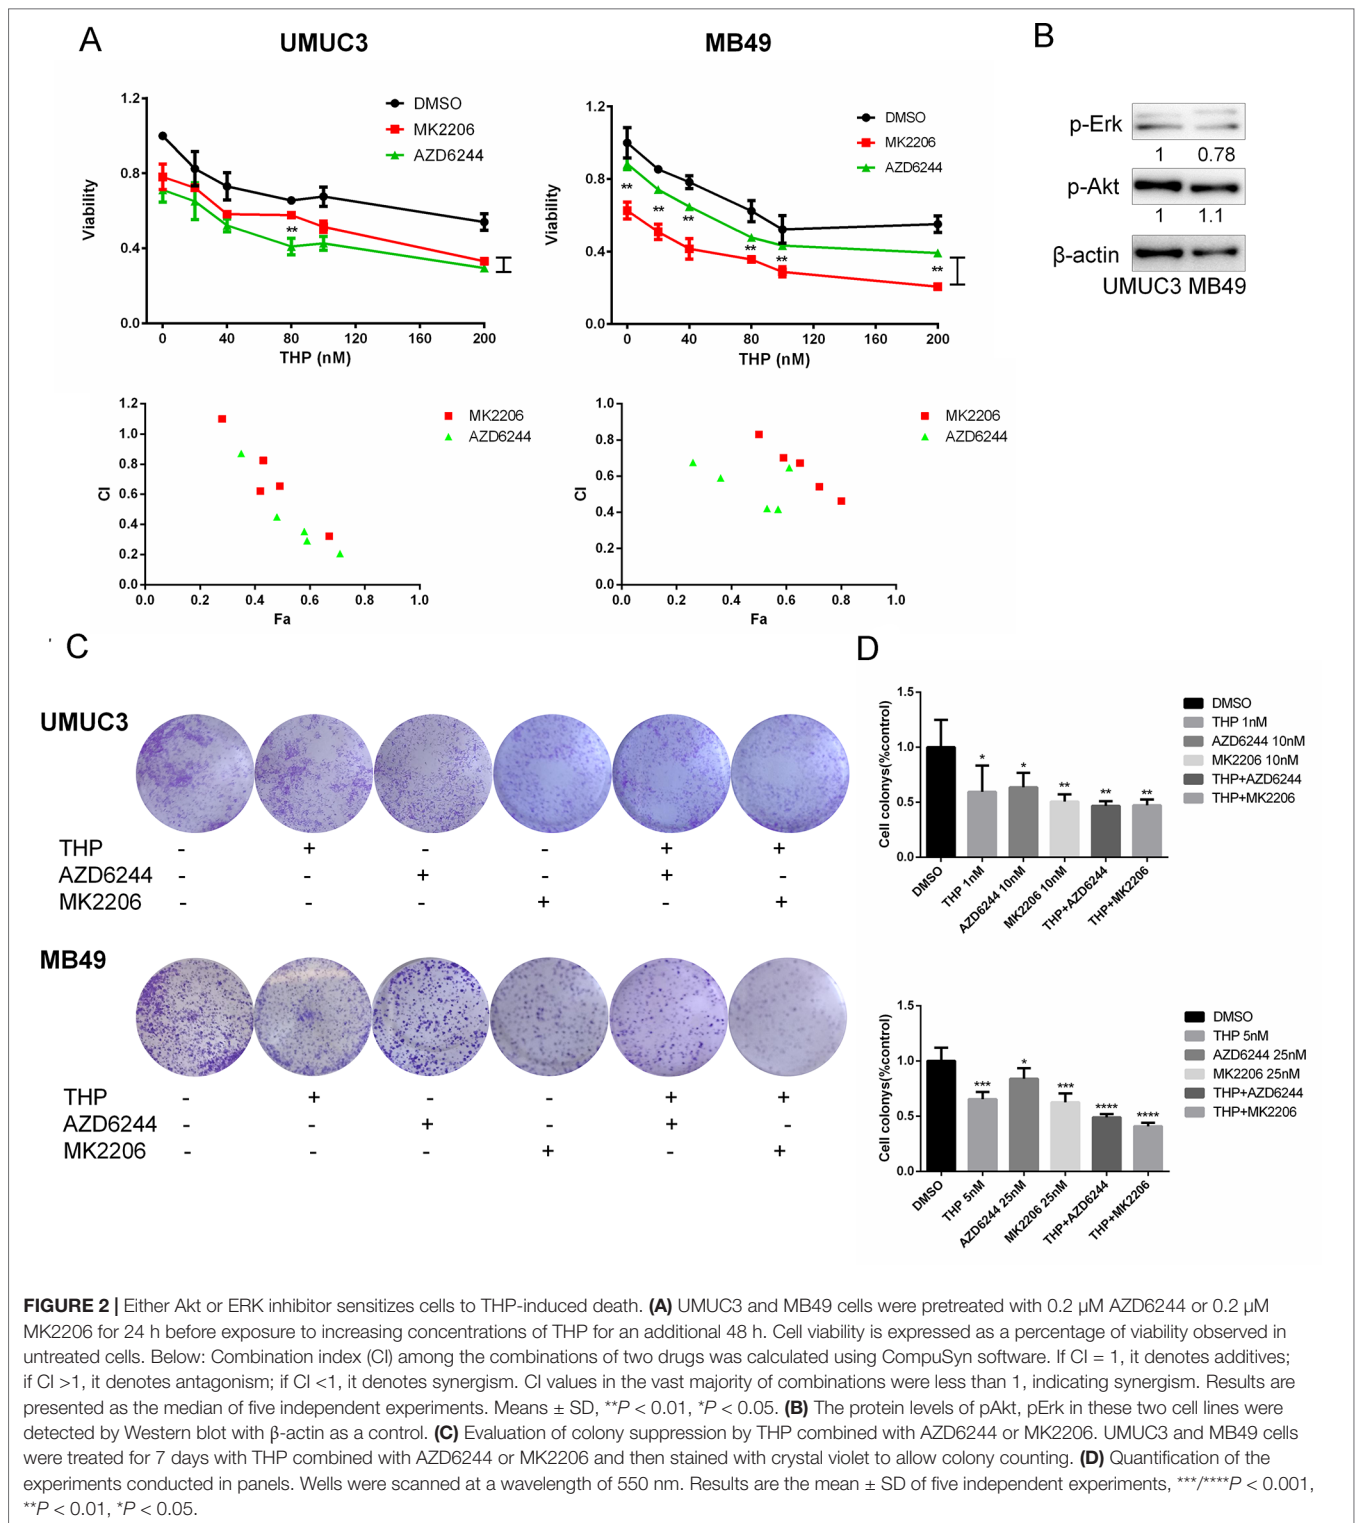 A
UMUC3
MB49
B
1.2
0.8
0.4
0.0
Viability
DMSO
MK2206
AZD6244
**
0
40
80
120
160
200
THP (nM)
1.2
0.8
0.4
0.0
Viability
DMSO
MK2206
AZD6244
**
**
**
**
**
**
0
40
80
120
160
200
THP (nM)
p-Erk
1 0.78
p-Akt
1 1.1
β-actin
UMUC3 MB49
1.2
1.0
0.8
0.6
0.4
0.2
0.0
CI
MK2206
AZD6244
0.0 0.2 0.4 0.6 0.8 1.0
Fa
1.0
0.8
0.6
0.4
0.2
0.0
CI
MK2206
AZD6244
0.0 0.2 0.4 0.6 0.8 1.0
Fa
C
UMUC3
THP - + - - + +
AZD6244 - - + - + -
MK2206 - - - + - +
MB49
THP - + - - + +
AZD6244 - - + - + -
MK2206 - - - + - +
D
1.5
1.0
0.5
0.0
Cell colonys(%control)
* * ** ** **
DMSO
THP 1nM
AZD6244 10nM
MK2206 10nM
THP+AZD6244
THP+MK2206
DMSO
THP 1nM
AZD6244 10nM
MK2206 10nM
THP+AZD6244
THP+MK2206
1.5
1.0
0.5
0.0
Cell colonys(%control)
*** * *** **** ****
DMSO
THP 5nM
AZD6244 25nM
MK2206 25nM
THP+AZD6244
THP+MK2206
DMSO
THP 5nM
AZD6244 25nM
MK2206 25nM
THP+AZD6244
THP+MK2206
FIGURE 2 | Either Akt or ERK inhibitor sensitizes cells to THP-induced death. (A) UMUC3 and MB49 cells were pretreated with 0.2 µM AZD6244 or 0.2 µM
MK2206 for 24 h before exposure to increasing concentrations of THP for an additional 48 h. Cell viability is expressed as a percentage of viability observed in
untreated cells. Below: Combination index (CI) among the combinations of two drugs was calculated using CompuSyn software. If CI = 1, it denotes additives;
if CI >1, it denotes antagonism; if CI <1, it denotes synergism. CI values in the vast majority of combinations were less than 1, indicating synergism. Results are
presented as the median of five independent experiments. Means ± SD, **P < 0.01, *P < 0.05. (B) The protein levels of pAkt, pErk in these two cell lines were
detected by Western blot with β-actin as a control. (C) Evaluation of colony suppression by THP combined with AZD6244 or MK2206. UMUC3 and MB49 cells
were treated for 7 days with THP combined with AZD6244 or MK2206 and then stained with crystal violet to allow colony counting. (D) Quantification of the
experiments conducted in panels. Wells were scanned at a wavelength of 550 nm. Results are the mean ± SD of five independent experiments, ***/****P < 0.001,
**P < 0.01, *P < 0.05.